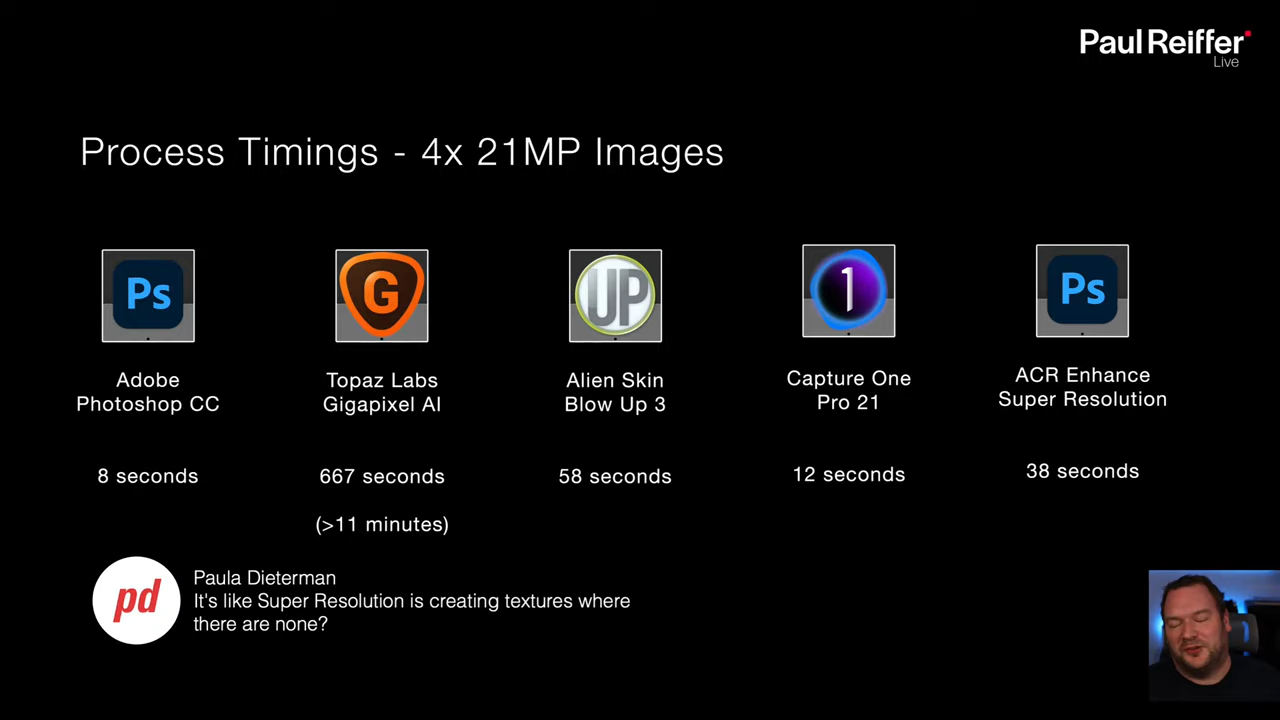 Paul Reiffer
Live
Process Timings - 4x 21MP Images
Ps
G
UP
1
Ps
Adobe
Photoshop CC
Topaz Labs
Gigapixel AI
Alien Skin
Blow Up 3
Capture One
Pro 21
ACR Enhance
Super Resolution
8 seconds
667 seconds
58 seconds
12 seconds
38 seconds
(>11 minutes)
pd
Paula Dieterman
It's like Super Resolution is creating textures where
there are none?